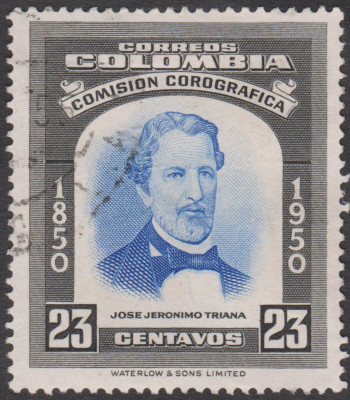 CORREOS
COLOMBIA
COMISION COROGRAFICA
1850
1950
JOSE JERONIMO TRIANA
23 CENTAVOS 23
WATERLOW & SONS LIMITED